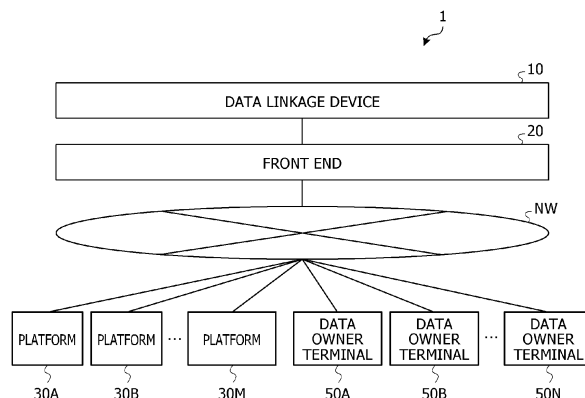 1
10
DATA LINKAGE DEVICE
20
FRONT END
NW
PLATFORM
PLATFORM
...
PLATFORM
DATA
OWNER
TERMINAL
DATA
OWNER
TERMINAL
...
DATA
OWNER
TERMINAL
30A
30B
30M
50A
50B
50N